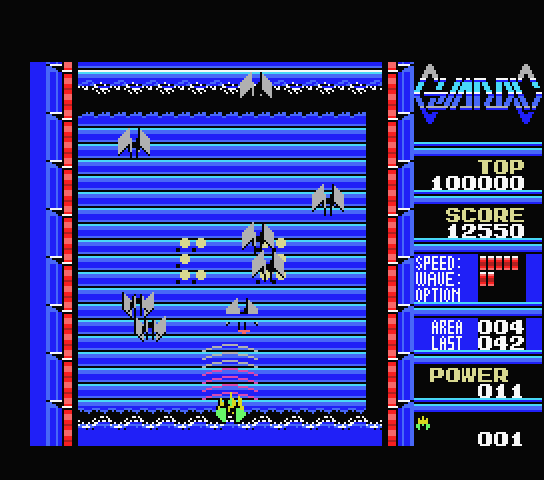 TOP
100000
SCORE
12550
SPEED:
WAVE:
OPTION
AREA 004
LAST 042
POWER
011
001